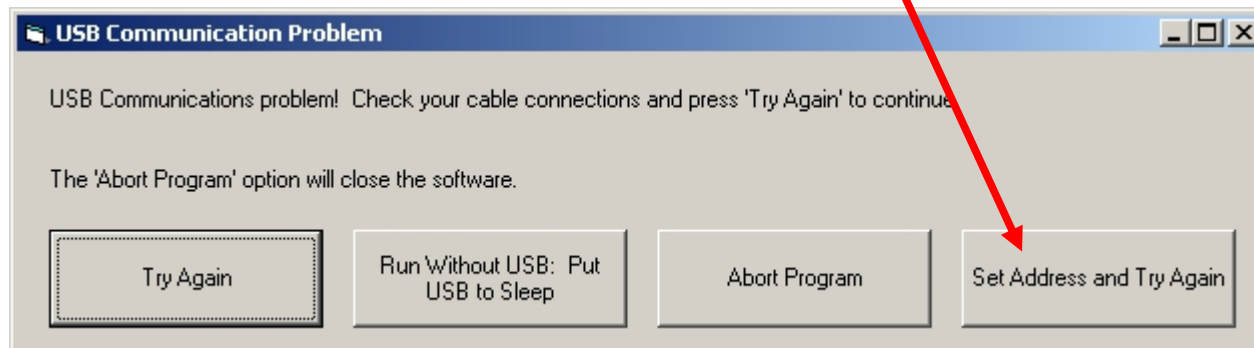 USB Communication Problem
USB Communications problem!  Check your cable connections and press 'Try Again' to continue
The 'Abort Program' option will close the software.
Try Again
Run Without USB:  Put
USB to Sleep
Abort Program
Set Address and Try Again